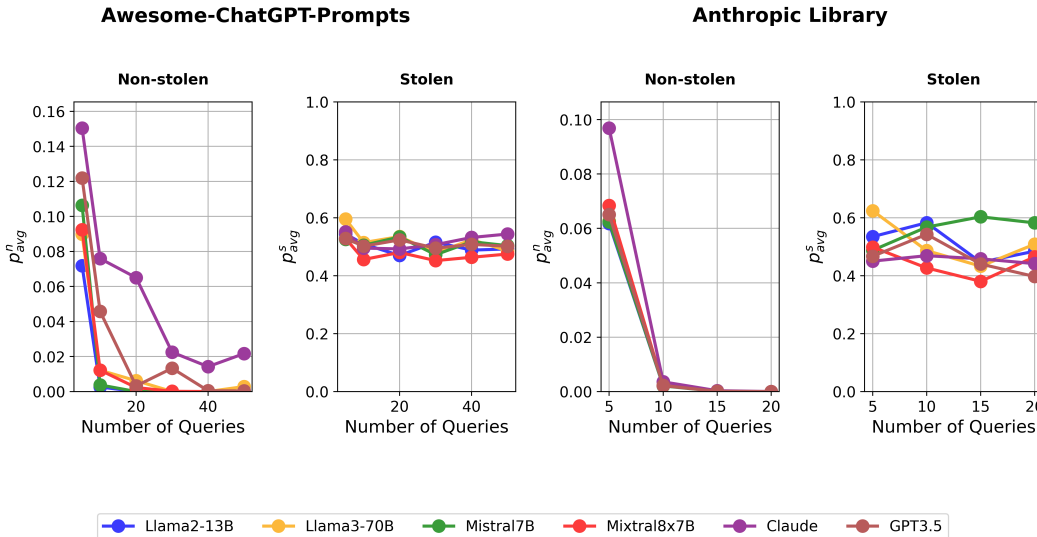 Awesome-ChatGPT-Prompts
Anthropic Library
Non-stolen
0.16
0.14
0.12
0.10
0.08
0.06
0.04
0.02
0.00
p^n_avg
20
40
Number of Queries
Stolen
1.0
0.8
0.6
0.4
0.2
0.0
p^s_avg
20
40
Number of Queries
Non-stolen
0.10
0.08
0.06
0.04
0.02
0.00
p^n_avg
5
10
15
20
Number of Queries
Stolen
1.0
0.8
0.6
0.4
0.2
0.0
p^s_avg
5
10
15
20
Number of Queries
Llama2-13B
Llama3-70B
Mistral7B
Mixtral8x7B
Claude
GPT3.5